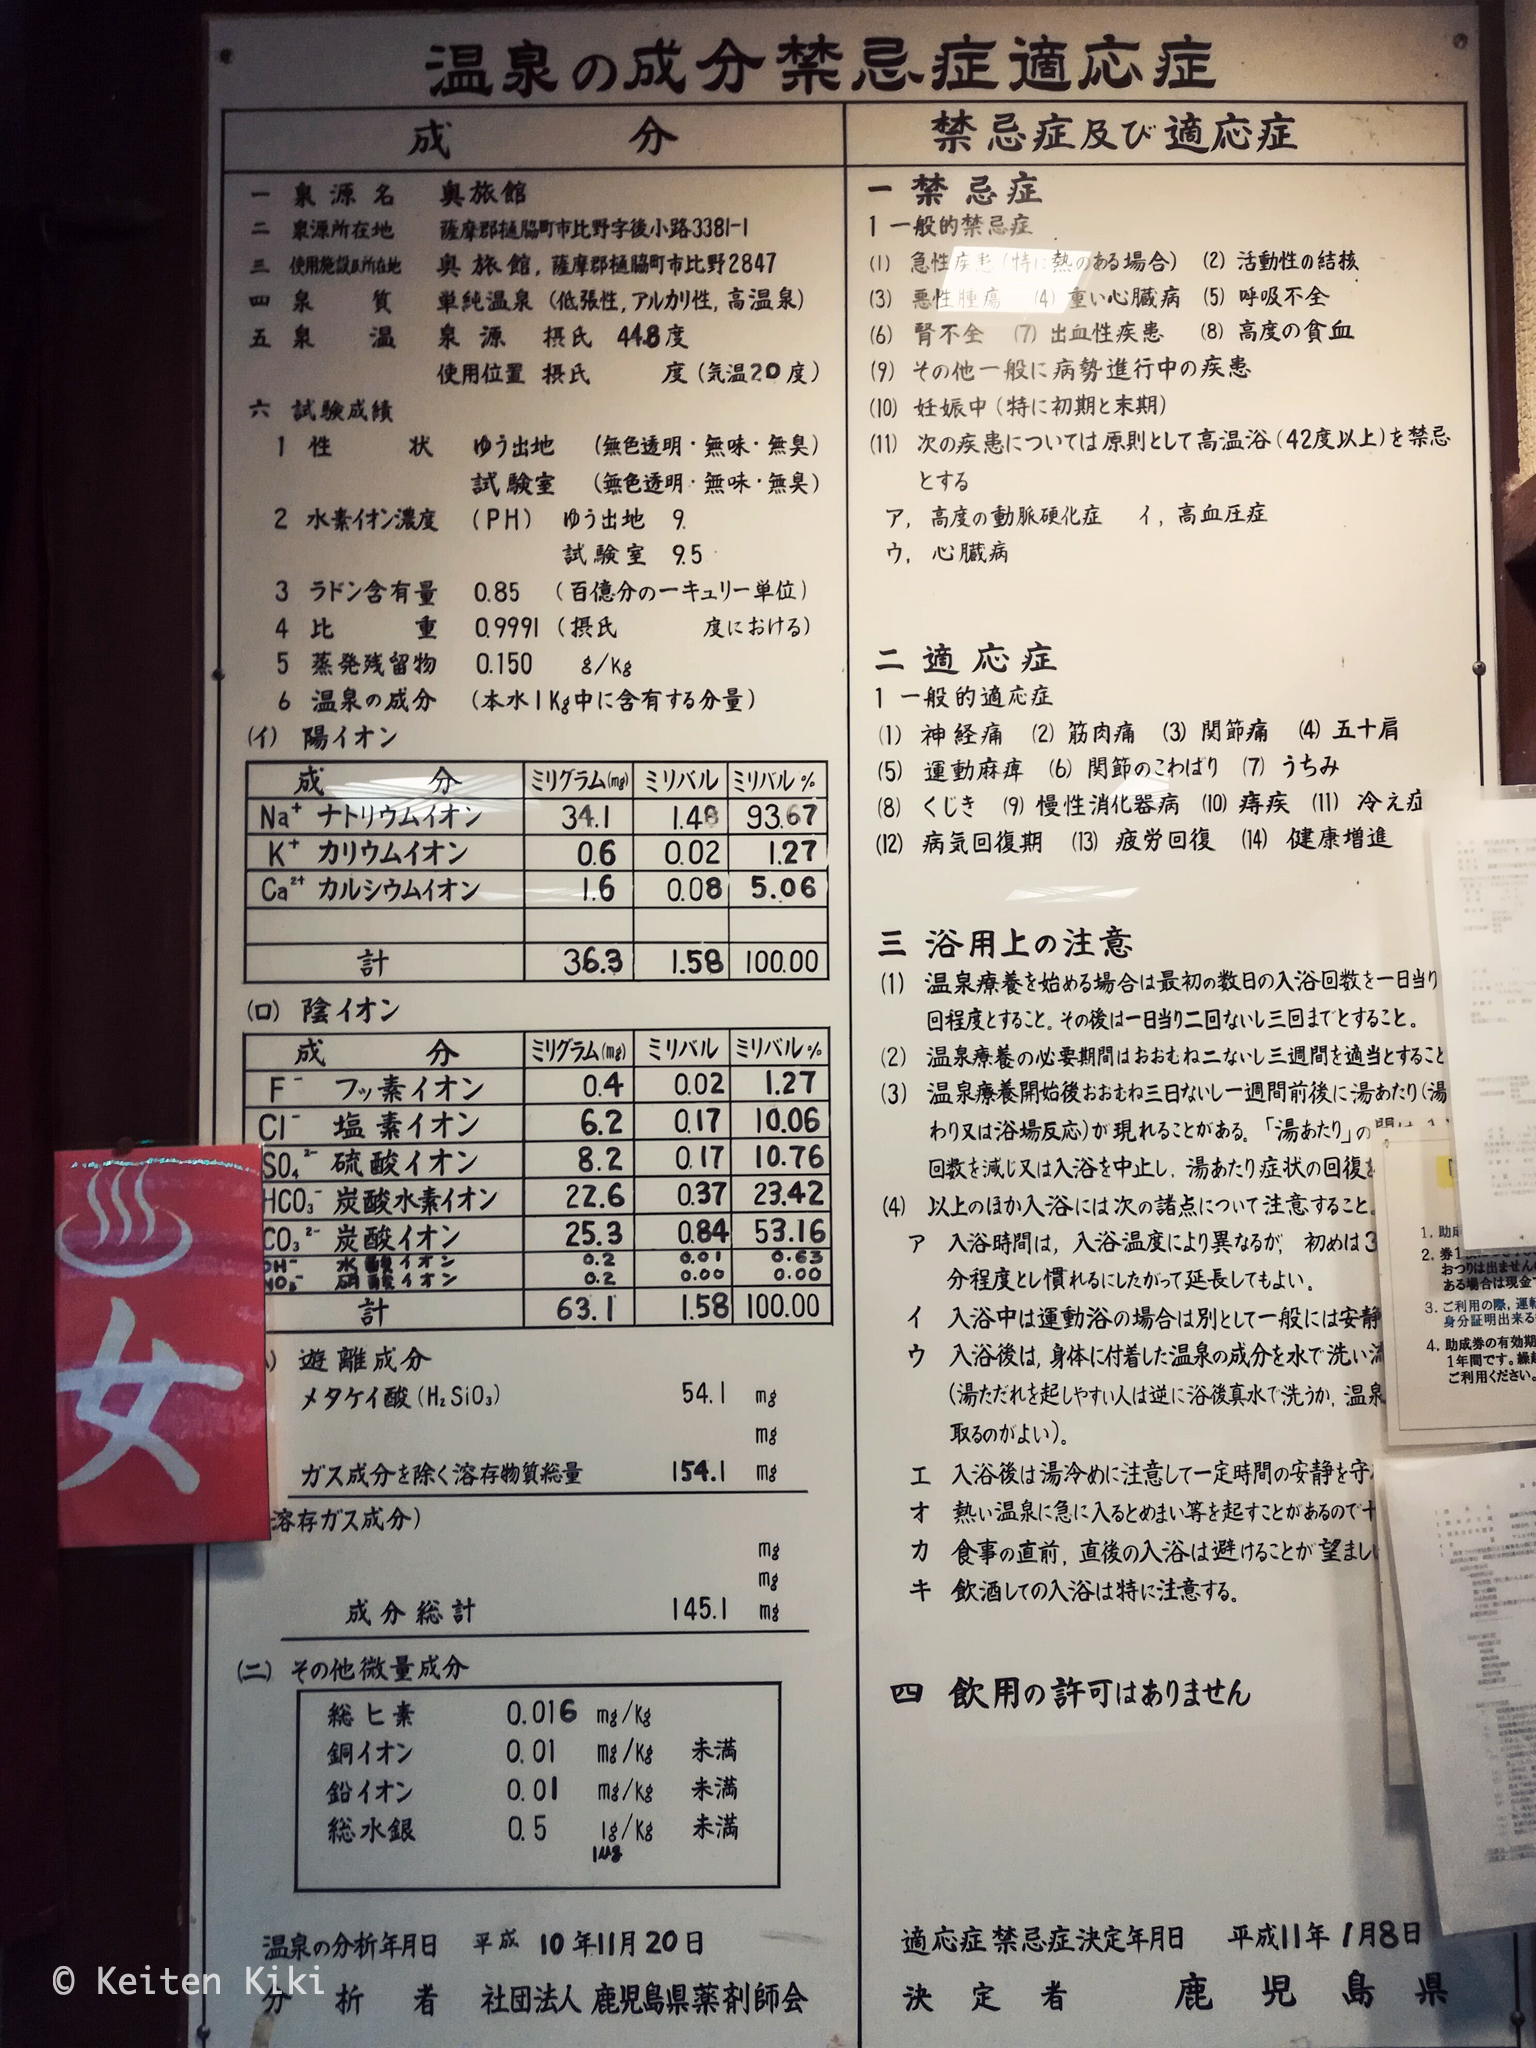 温泉の成分禁忌症適応症
成分
一 泉源名 奥旅館
二 泉源所在地 薩摩郡樋脇町市比野字後小路3381-1
三 使用施設及所在地 奥旅館, 薩摩郡樋脇町市比野2847
四 泉質 単純温泉 (低張性, アルカリ性, 高温泉)
五 泉温 泉源 摂氏 44.8度
使用位置 摂氏 度 (気温20度)
六 試験成績
1 性状 ゆう出地 (無色透明・無味・無臭)
試験室 (無色透明・無味・無臭)
2 水素イオン濃度 (PH) ゆう出地 9.
試験室 9.5
3 ラドン含有量 0.85 (百億分の一キュリー単位)
4 比重 0.9991 (摂氏 度における)
5 蒸発残留物 0.150 g/Kg
6 温泉の成分 (本水1Kg中に含有する分量)
(イ) 陽イオン
成分 ミリグラム(mg) ミリバル ミリバル%
Na⁺ ナトリウムイオン 34.1 1.48 93.67
K⁺ カリウムイオン 0.6 0.02 1.27
Ca²⁺ カルシウムイオン 1.6 0.08 5.06
計 36.3 1.58 100.00
(ロ) 陰イオン
成分 ミリグラム(mg) ミリバル ミリバル%
F⁻ フッ素イオン 0.4 0.02 1.27
Cl⁻ 塩素イオン 6.2 0.17 10.06
SO₄²⁻ 硫酸イオン 8.2 0.17 10.76
HCO₃⁻ 炭酸水素イオン 22.6 0.37 23.42
CO₃²⁻ 炭酸イオン 25.3 0.84 53.16
OH⁻ 水酸イオン 0.2 0.01 0.63
NO₃⁻ 硝酸イオン 0.2 0.00 0.00
計 63.1 1.58 100.00
) 遊離成分
メタケイ酸 (H₂SiO₃) 54.1 mg
mg
ガス成分を除く溶存物質総量 154.1 mg
溶存ガス成分)
mg
mg
成分総計 145.1 mg
(ニ) その他微量成分
総ヒ素 0.016 mg/Kg
銅イオン 0.01 mg/Kg 未満
鉛イオン 0.01 mg/Kg 未満
総水銀 0.5 1g/Kg 未満
1μg
温泉の分析年月日 平成 10年11月20日
分析者 社団法人 鹿児島県薬剤師会
禁忌症及び適応症
一 禁忌症
1 一般的禁忌症
(1) 急性疾患 (特に熱のある場合) (2) 活動性の結核
(3) 悪性腫瘍 (4) 重い心臓病 (5) 呼吸不全
(6) 腎不全 (7) 出血性疾患 (8) 高度の貧血
(9) その他一般に病勢進行中の疾患
(10) 妊娠中 (特に初期と末期)
(11) 次の疾患については原則として高温浴 (42度以上) を禁忌
とする
ア, 高度の動脈硬化症 イ, 高血圧症
ウ, 心臓病
二 適応症
1 一般的適応症
(1) 神経痛 (2) 筋肉痛 (3) 関節痛 (4) 五十肩
(5) 運動麻痺 (6) 関節のこわばり (7) うちみ
(8) くじき (9) 慢性消化器病 (10) 痔疾 (11) 冷え症
(12) 病気回復期 (13) 疲労回復 (14) 健康増進
三 浴用上の注意
(1) 温泉療養を始める場合は最初の数日の入浴回数を一日当り
回程度とすること。その後は一日当り二回ないし三回までとすること。
(2) 温泉療養の必要期間はおおむね二ないし三週間を適当とすること
(3) 温泉療養開始後おおむね三日ないし一週間前後に湯あたり(湯
わり又は浴場反応)が現れることがある。「湯あたり」の間は
回数を減じ又は入浴を中止し, 湯あたり症状の回復を
(4) 以上のほか入浴には次の諸点について注意すること。
ア 入浴時間は, 入浴温度により異なるが, 初めは3
分程度とし慣れるにしたがって延長してもよい。
イ 入浴中は運動浴の場合は別として一般には安静
ウ 入浴後は, 身体に付着した温泉の成分を水で洗い流
(湯ただれを起しやすい人は逆に浴後真水で洗うか, 温泉
取るのがよい)。
エ 入浴後は湯冷めに注意して一定時間の安静を守
オ 熱い温泉に急に入るとめまい等を起すことがあるので十
カ 食事の直前, 直後の入浴は避けることが望まし
キ 飲酒しての入浴は特に注意する。
四 飲用の許可はありません
適応症禁忌症決定年月日 平成11年1月8日
決定者 鹿児島県
女
1. 助成
2. 券1
おつりは出ません
ある場合は現金
3. ご利用の際, 運転
身分証明出来る
4. 助成券の有効期
1年間です。
ご利用ください。
© Keiten Kiki